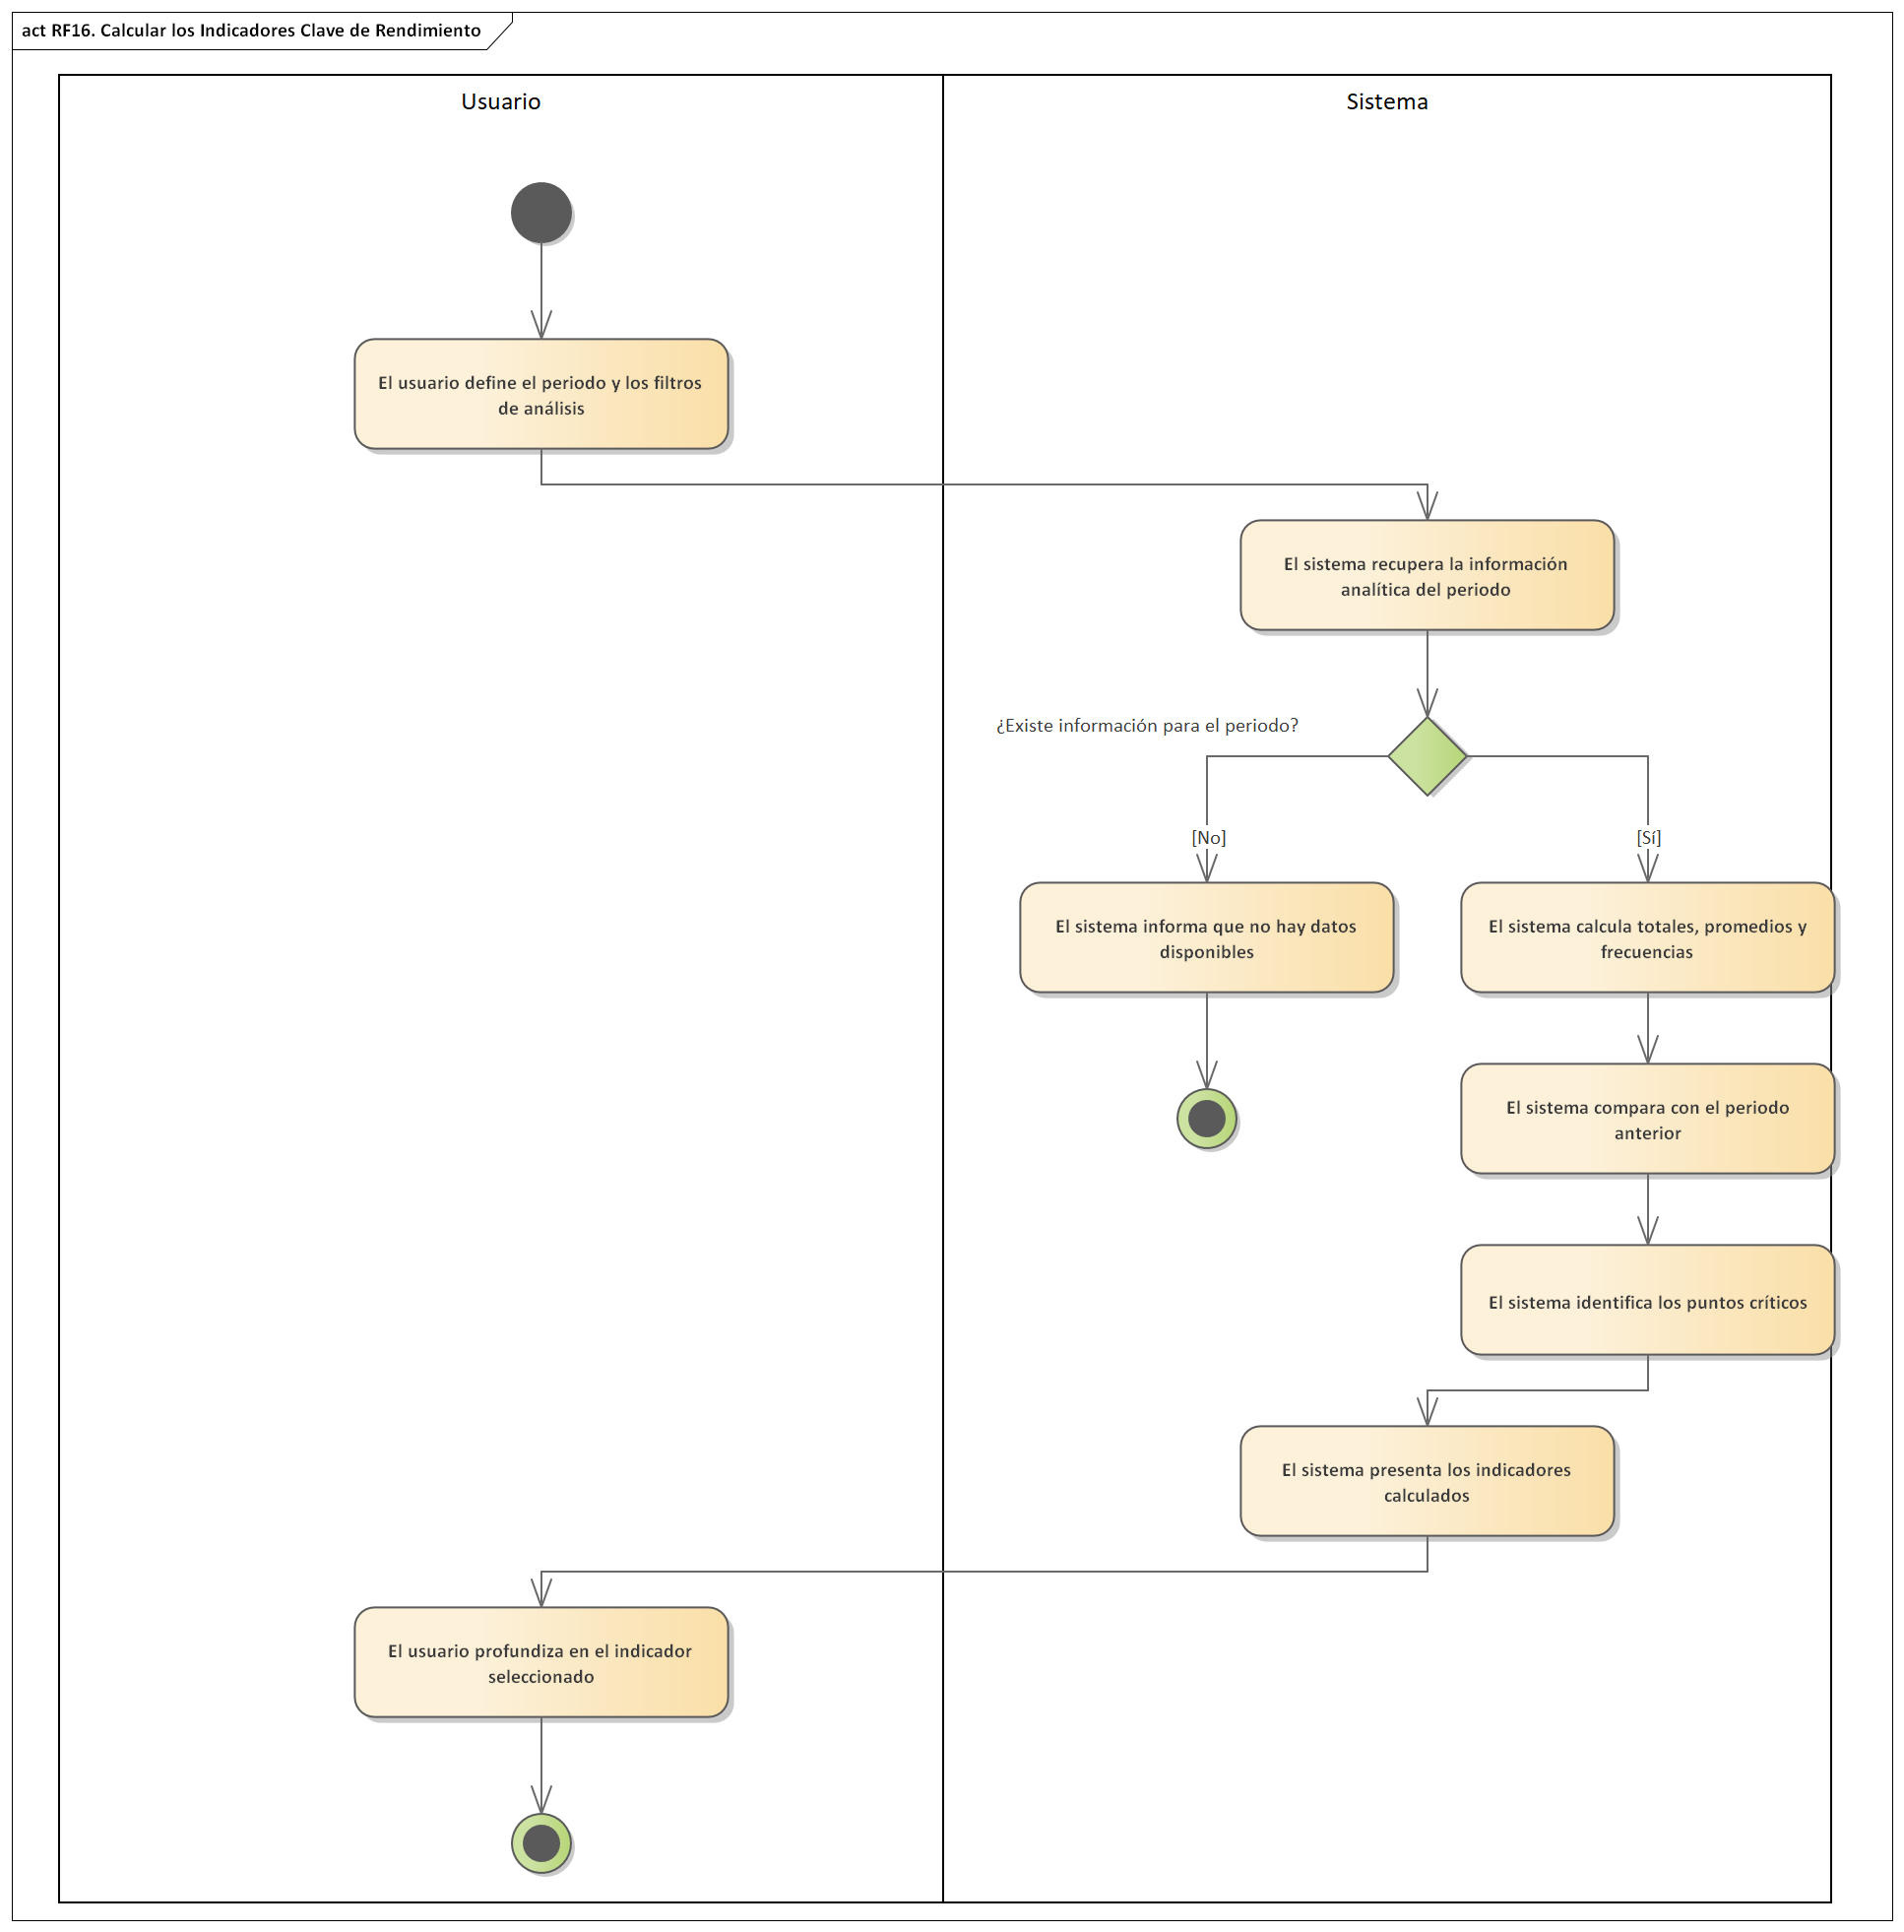 act RF16. Calcular los Indicadores Clave de Rendimiento
Usuario
Sistema
El usuario define el periodo y los filtros
de análisis
El sistema recupera la información
analítica del periodo
¿Existe información para el periodo?
[No]
[Sí]
El sistema informa que no hay datos
disponibles
El sistema calcula totales, promedios y
frecuencias
El sistema compara con el periodo
anterior
El sistema identifica los puntos críticos
El sistema presenta los indicadores
calculados
El usuario profundiza en el indicador
seleccionado